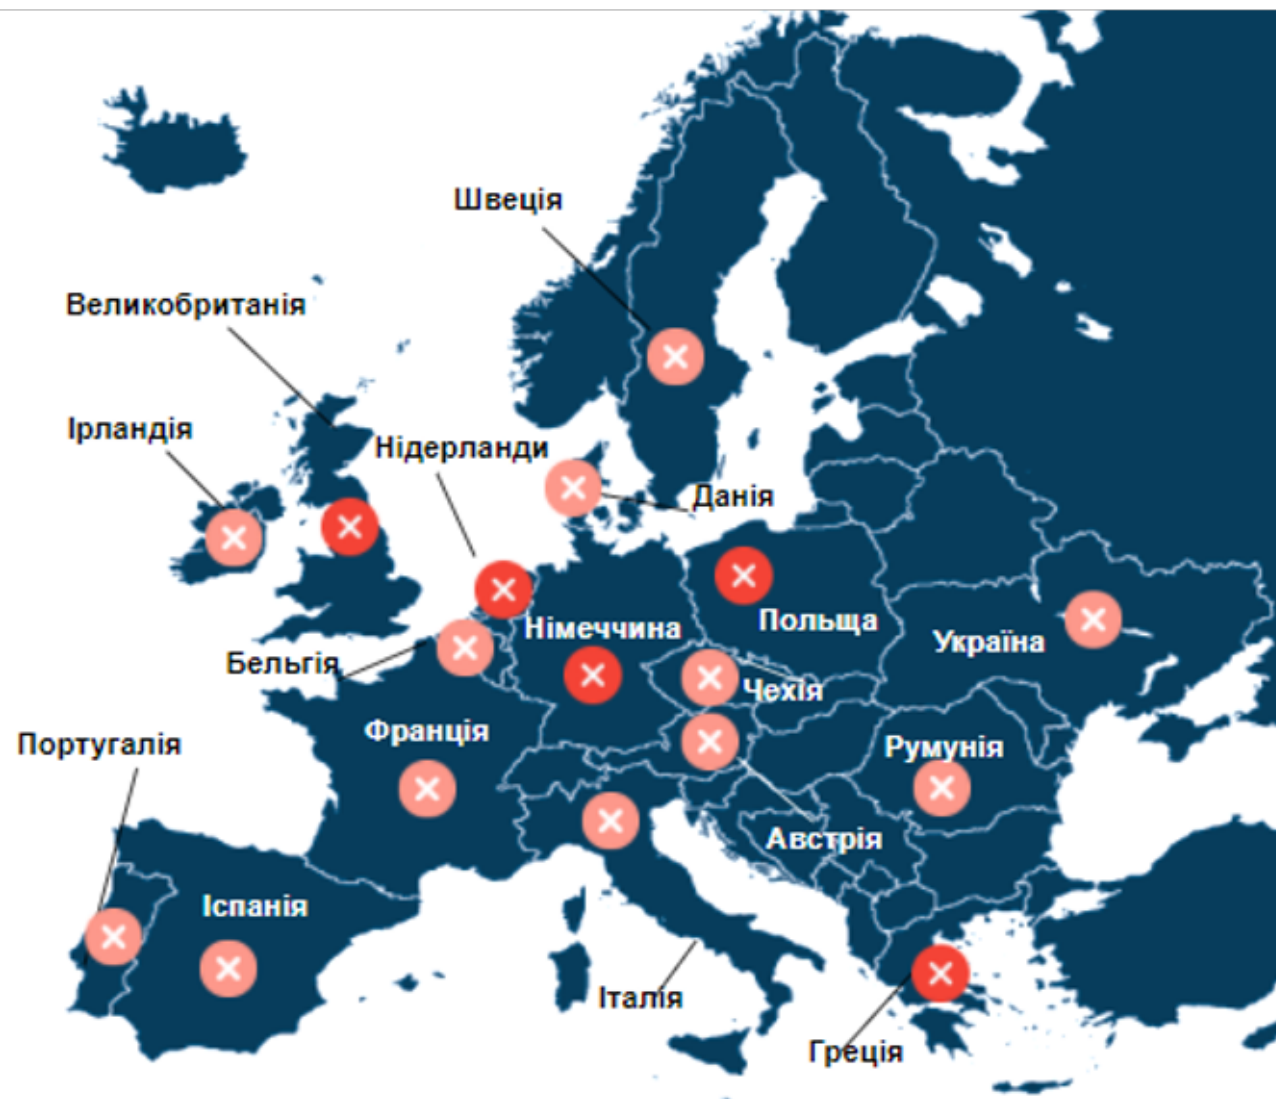 Швеція
Великобританія
Ірландія
Нідерланди
Данія
Польща
Німеччина
Україна
Бельгія
Чехія
Франція
Португалія
Румунія
Австрія
Іспанія
Італія
Греція